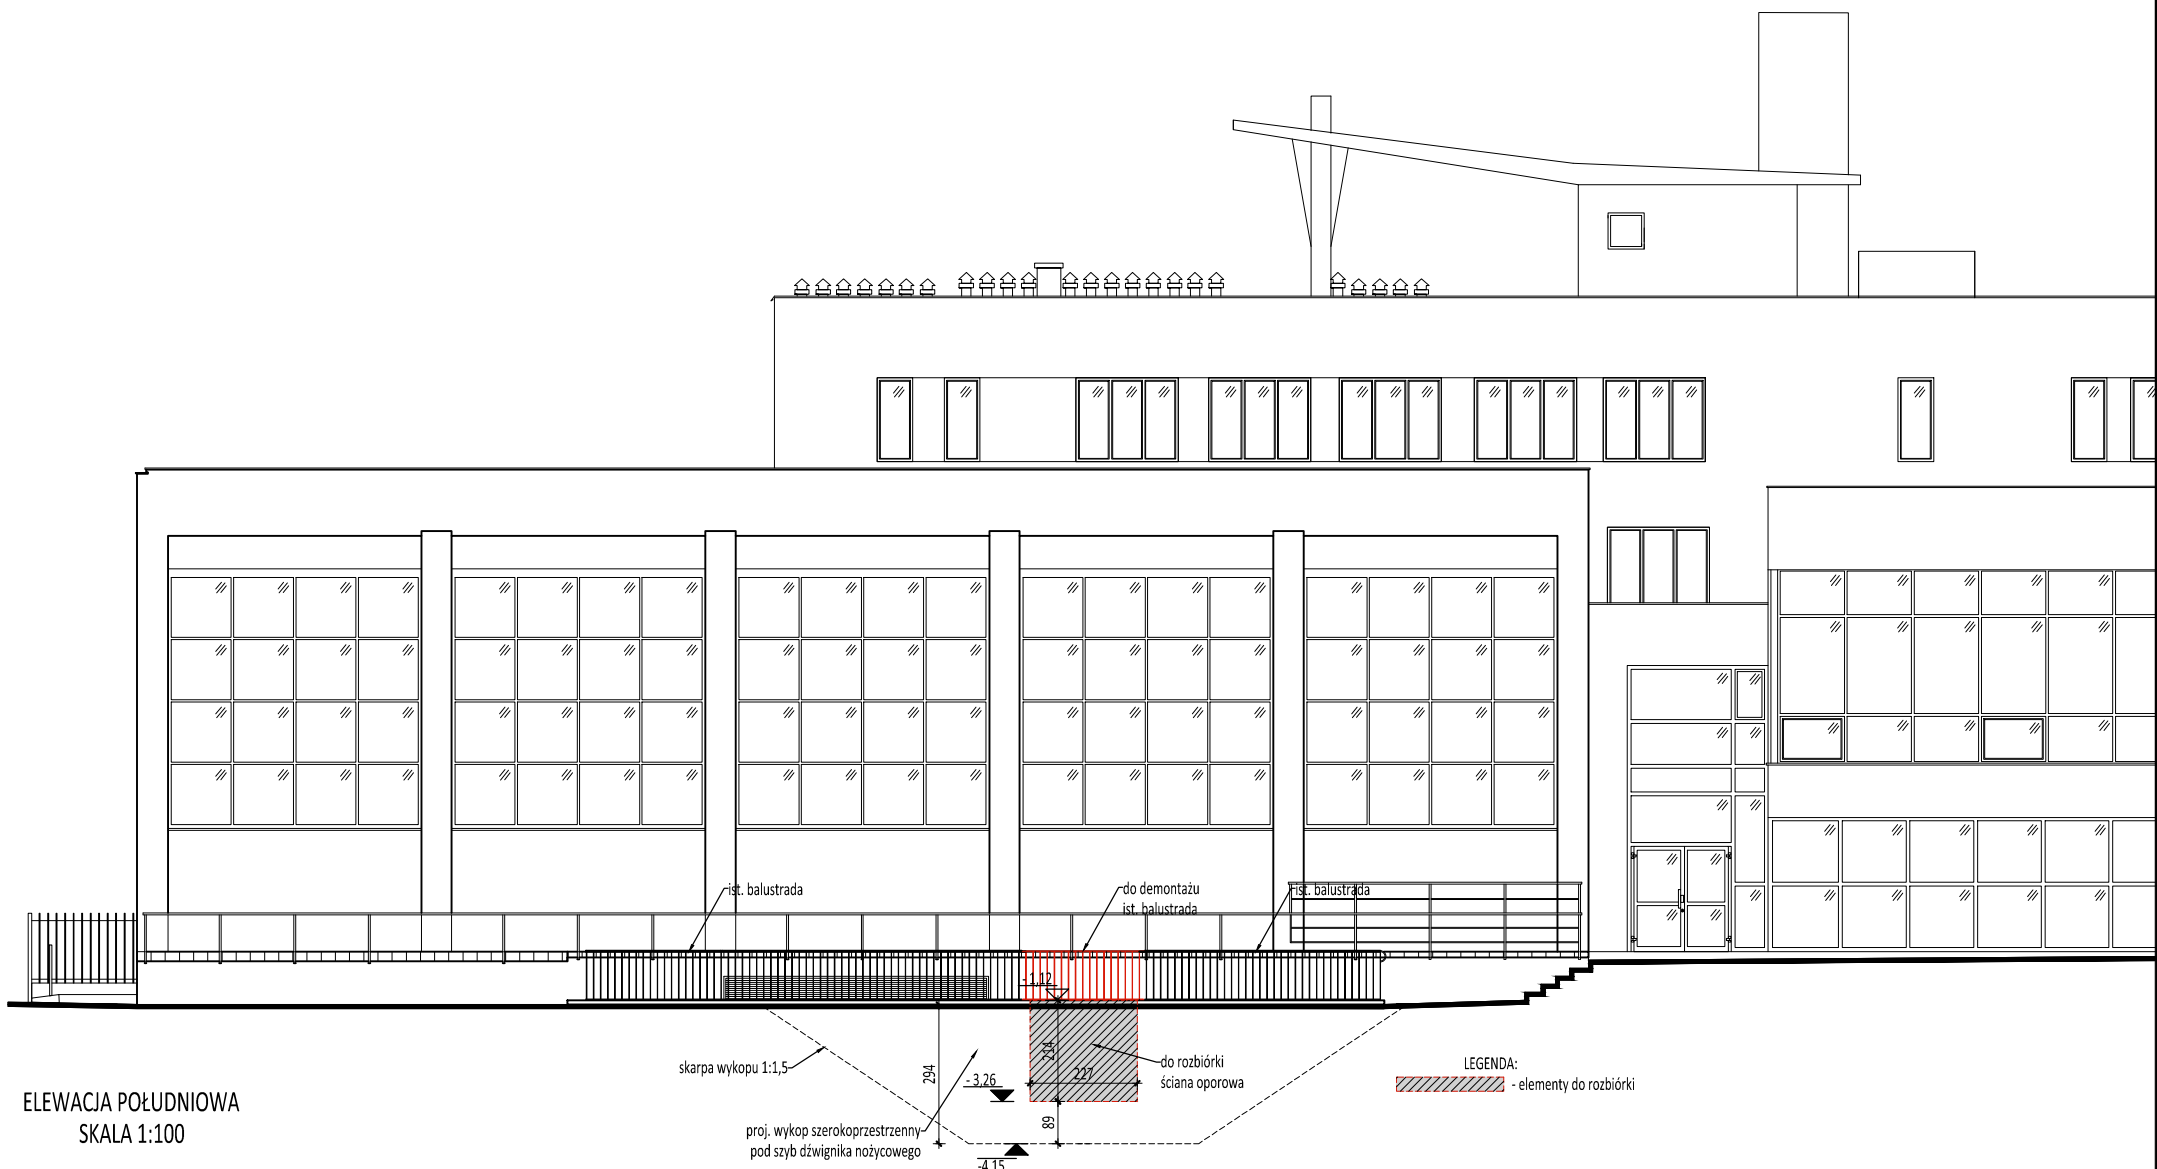 ist. balustrada
do demontażu
ist. balustrada
ist. balustrada
- 1,12
skarpa wykopu 1:1,5
294
214
227
- 3,26
89
do rozbiórki
ściana oporowa
LEGENDA:
- elementy do rozbiórki
ELEWACJA POŁUDNIOWA
SKALA 1:100
proj. wykop szerokoprzestrzenny
pod szyb dźwignika nożycowego
-4,15